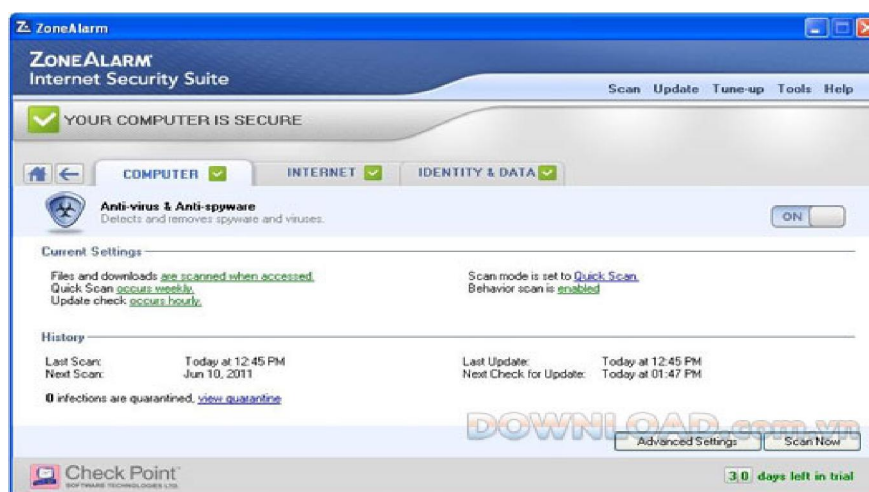 ZoneAlarm
ZONEALARM
Internet Security Suite
Scan Update Tune-up Tools Help
YOUR COMPUTER IS SECURE
COMPUTER INTERNET IDENTITY & DATA
Anti-virus & Anti-spyware
Detects and removes spyware and viruses.
ON
Current Settings
Files and downloads are scanned when accessed. Scan mode is set to Quick Scan.
Quick Scan occurs weekly. Behavior scan is enabled
Update check occurs hourly.
History
Last Scan: Today at 12:45 PM Last Update: Today at 12:45 PM
Next Scan: Jun 10, 2011 Next Check for Update: Today at 01:47 PM
0 infections are quarantined, view quarantine
DOWNLOAD.com.vn
Advanced Settings Scan Now
Check Point
SOFTWARE TECHNOLOGIES LTD.
30 days left in trial